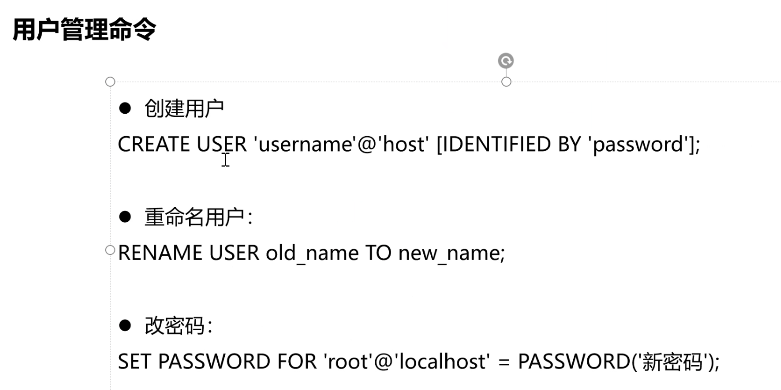 用户管理命令
● 创建用户
CREATE USER 'username'@'host' [IDENTIFIED BY 'password'];
● 重命名用户：
RENAME USER old_name TO new_name;
● 改密码：
SET PASSWORD FOR 'root'@'localhost' = PASSWORD('新密码');